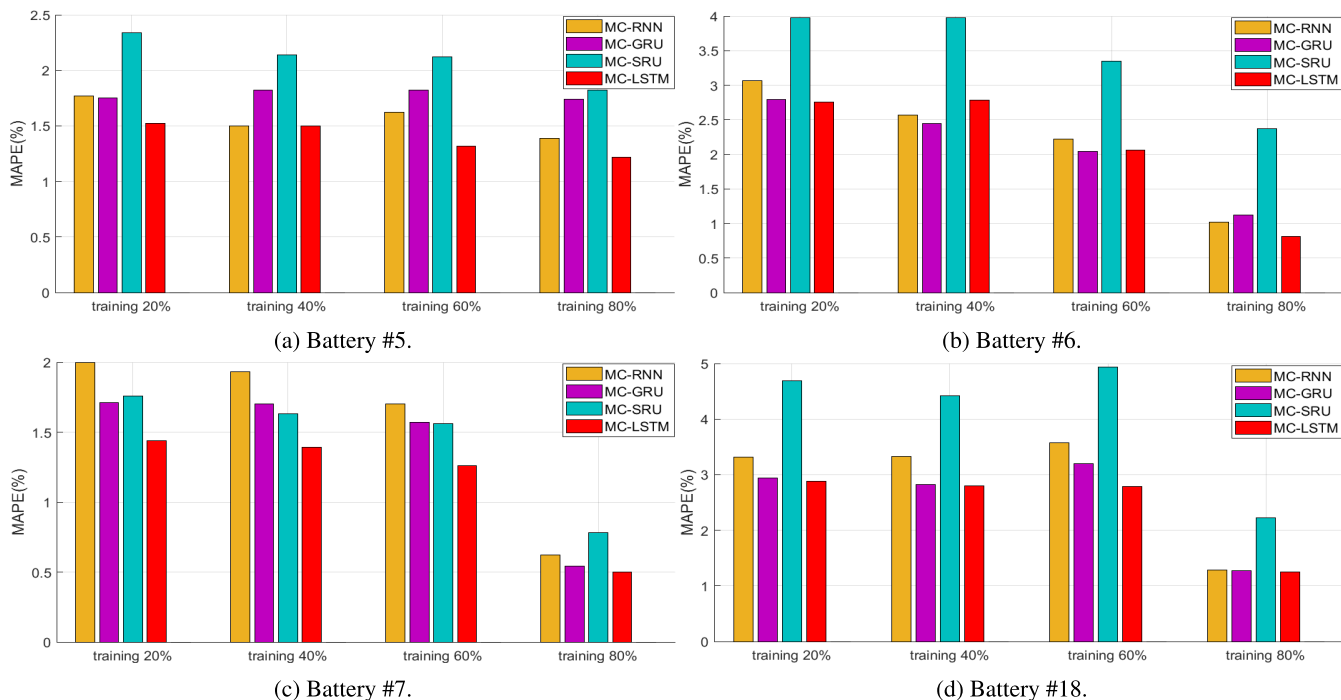 2.5
2
1.5
1
0.5
0
MAPE(%)
training 20%
training 40%
training 60%
training 80%
MC-RNN
MC-GRU
MC-SRU
MC-LSTM
(a) Battery #5.
4
3.5
3
2.5
2
1.5
1
0.5
0
MAPE(%)
training 20%
training 40%
training 60%
training 80%
MC-RNN
MC-GRU
MC-SRU
MC-LSTM
(b) Battery #6.
2
1.5
1
0.5
0
MAPE(%)
training 20%
training 40%
training 60%
training 80%
MC-RNN
MC-GRU
MC-SRU
MC-LSTM
(c) Battery #7.
5
4
3
2
1
0
MAPE(%)
training 20%
training 40%
training 60%
training 80%
MC-RNN
MC-GRU
MC-SRU
MC-LSTM
(d) Battery #18.